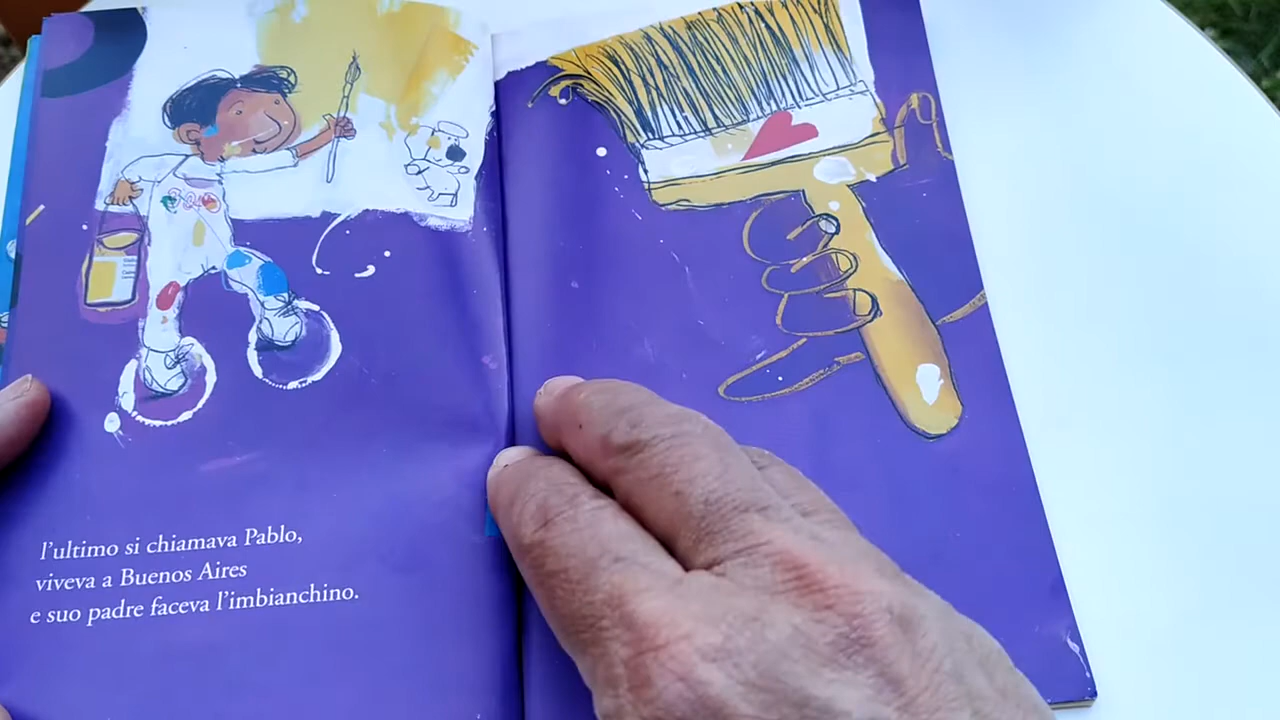 l'ultimo si chiamava Pablo,
viveva a Buenos Aires
e suo padre faceva l'imbianchino.